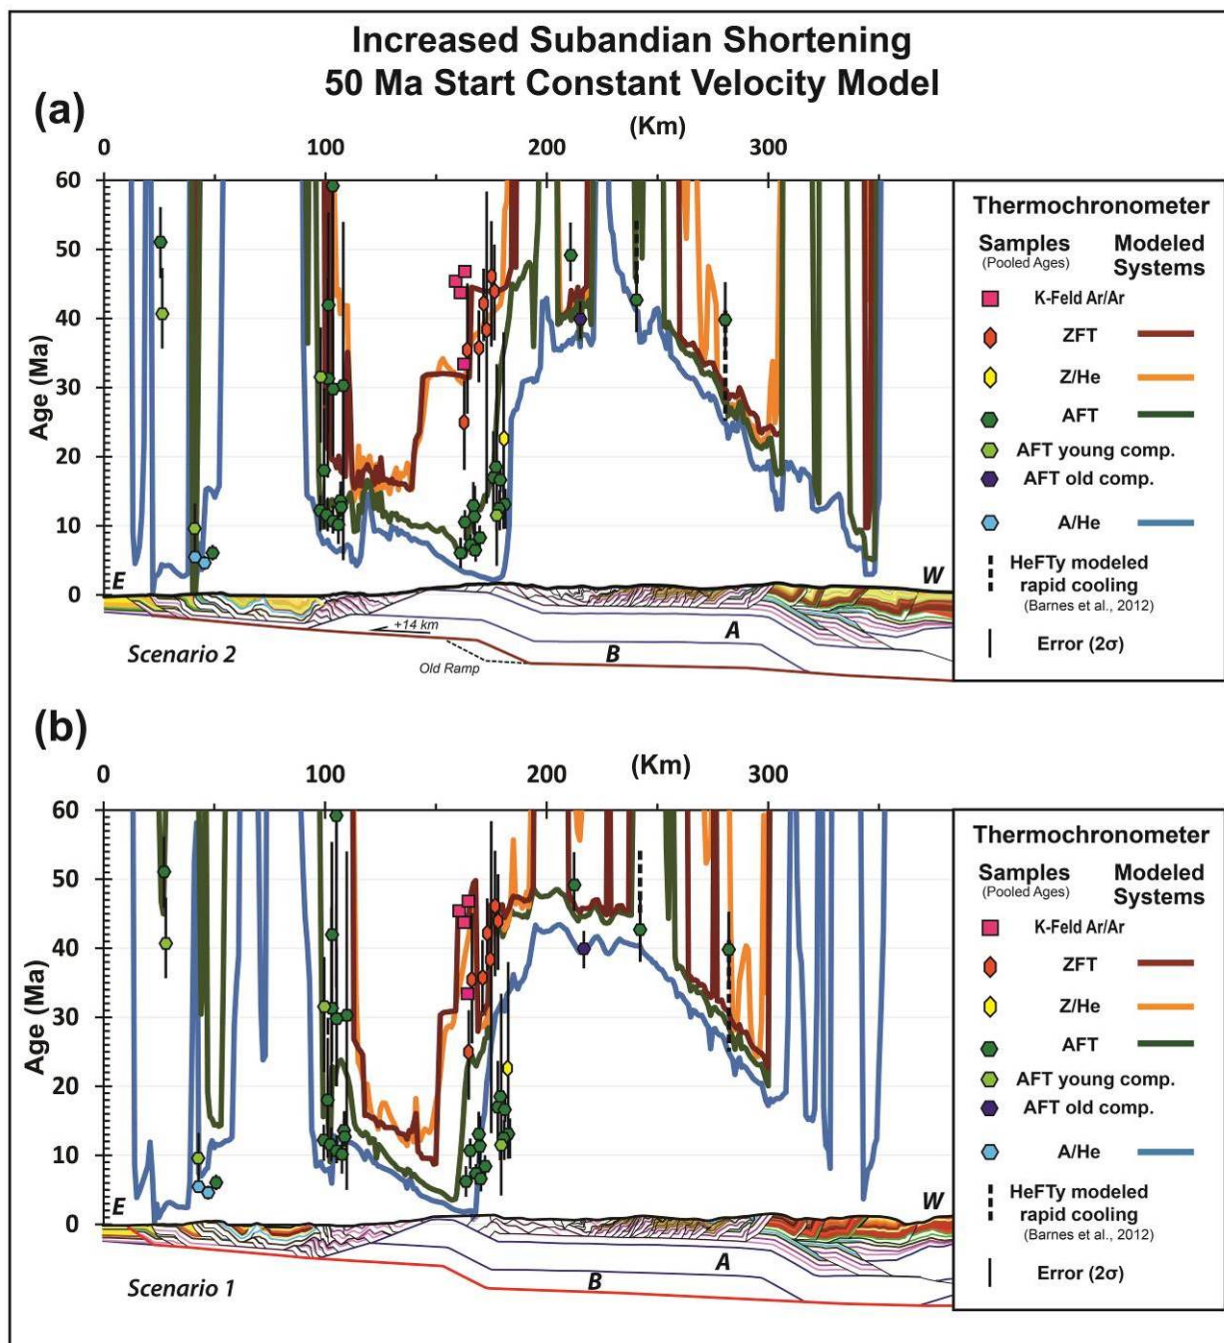 Increased Subandian Shortening
50 Ma Start Constant Velocity Model
(a)
(Km)
0 100 200 300
60
50
40
30
20
10
0
Age (Ma)
E
W
A
B
+14 km
Old Ramp
Scenario 2
Thermochronometer
Samples Modeled
(Pooled Ages) Systems
K-Feld Ar/Ar
ZFT
Z/He
AFT
AFT young comp.
AFT old comp.
A/He
HeFTy modeled
rapid cooling
(Barnes et al., 2012)
Error (2σ)
(b)
(Km)
0 100 200 300
60
50
40
30
20
10
0
Age (Ma)
E
W
A
B
Scenario 1
Thermochronometer
Samples Modeled
(Pooled Ages) Systems
K-Feld Ar/Ar
ZFT
Z/He
AFT
AFT young comp.
AFT old comp.
A/He
HeFTy modeled
rapid cooling
(Barnes et al., 2012)
Error (2σ)